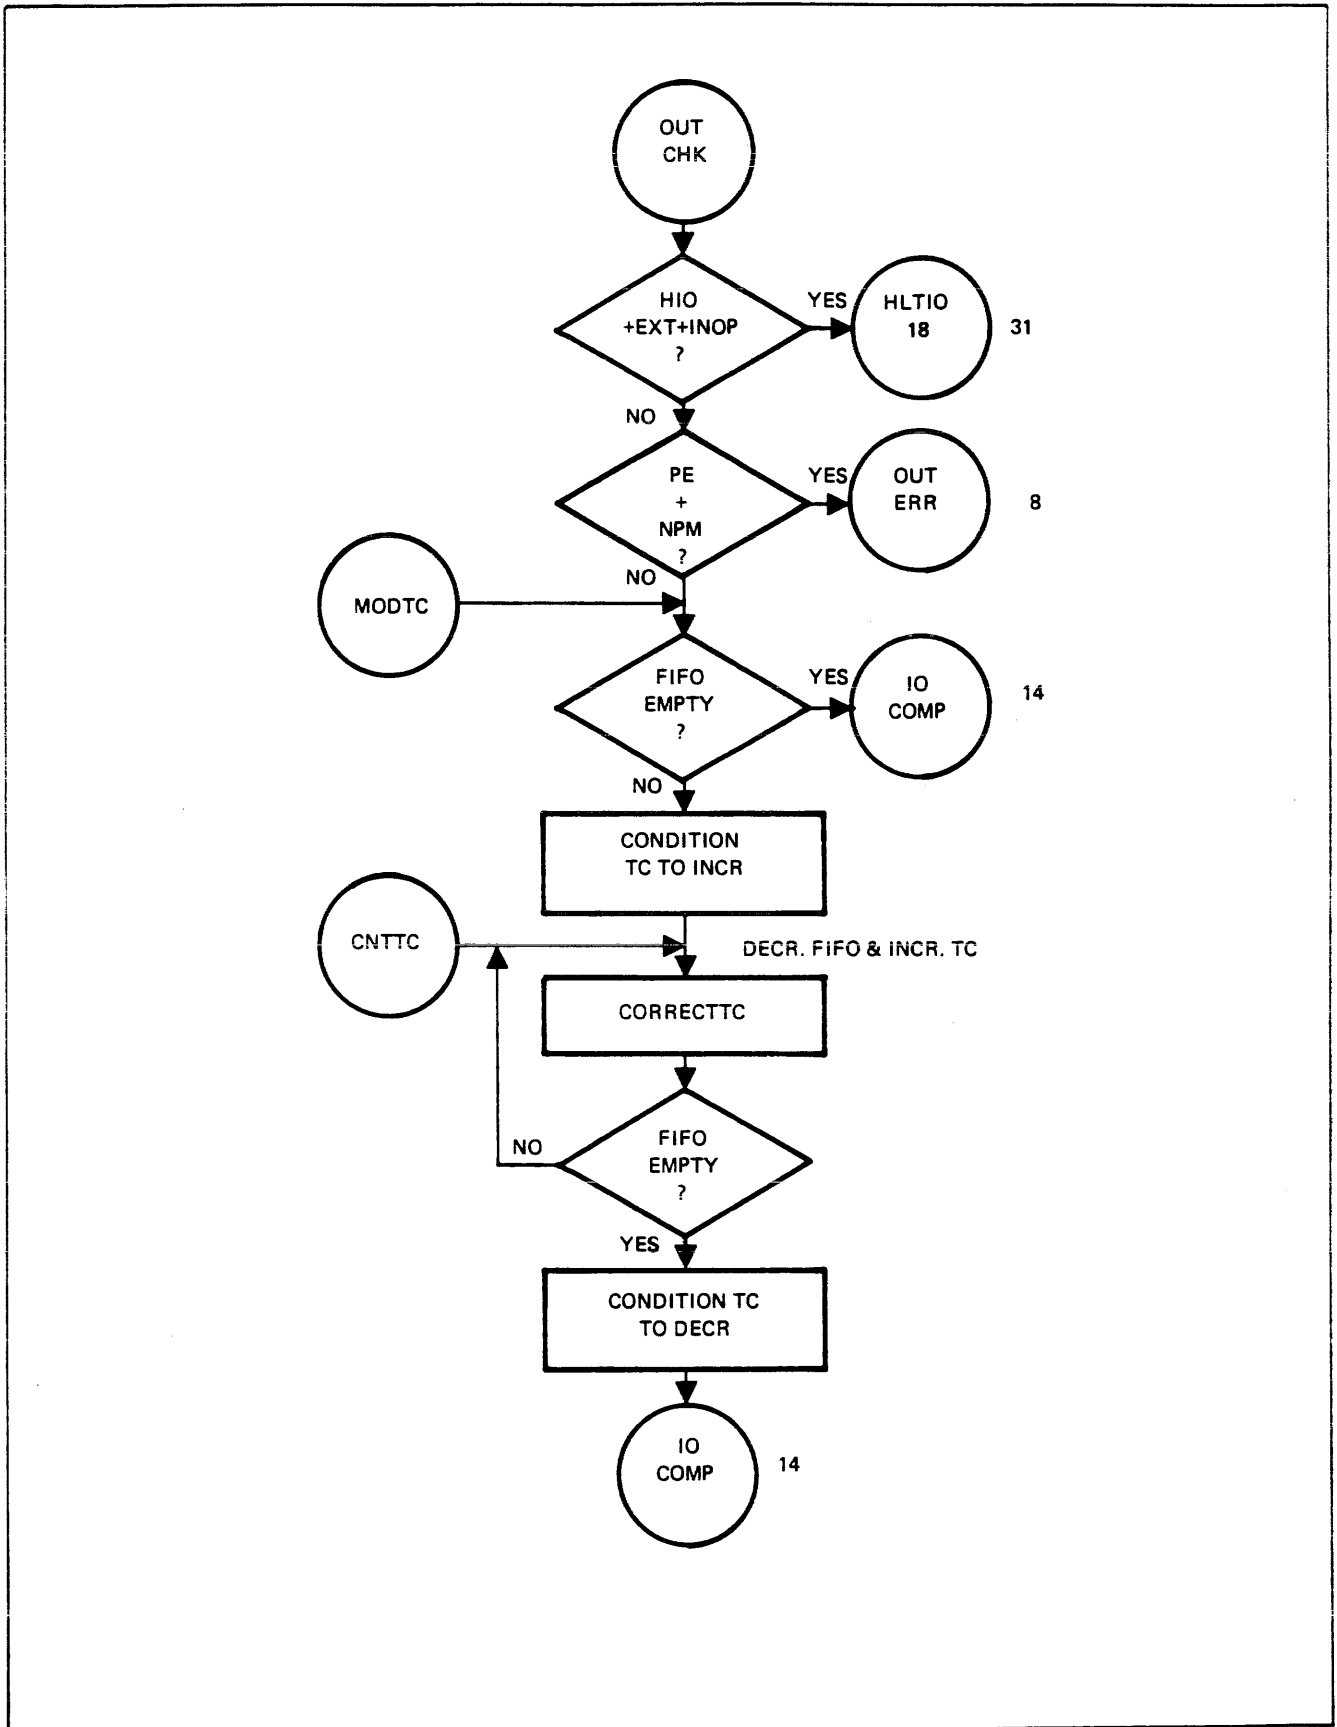 OUT
CHK
HIO
+EXT+INOP
?
YES
HLTIO
18
31
NO
PE
+
NPM
?
YES
OUT
ERR
8
NO
MODTC
FIFO
EMPTY
?
YES
IO
COMP
14
NO
CONDITION
TC TO INCR
CNTTC
DECR. FIFO & INCR. TC
CORRECTTC
FIFO
EMPTY
?
NO
YES
CONDITION TC
TO DECR
IO
COMP
14